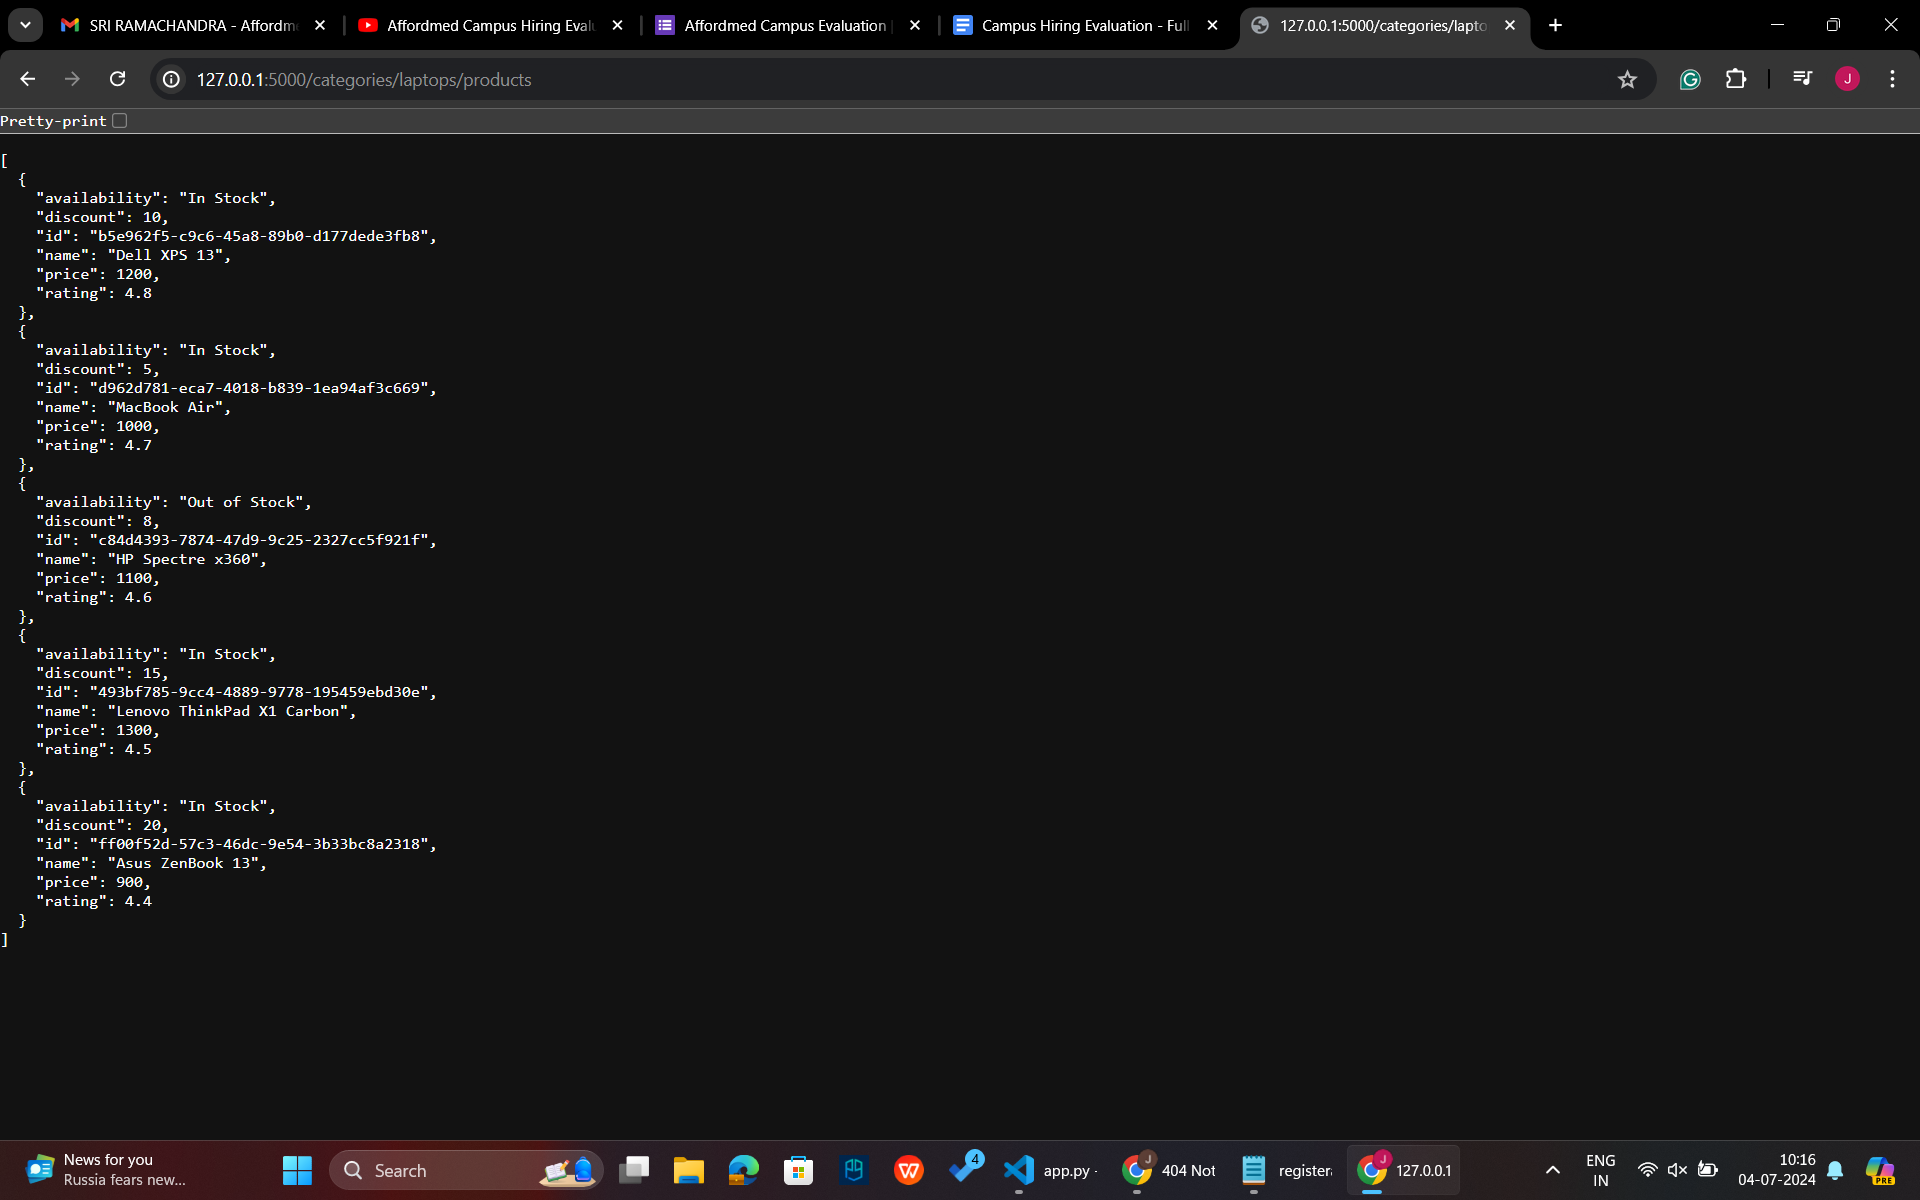 SRI RAMACHANDRA - Affordm
Affordmed Campus Hiring Eval
Affordmed Campus Evaluation
Campus Hiring Evaluation - Full
127.0.0.1:5000/categories/lapto
127.0.0.1:5000/categories/laptops/products
J
Pretty-print
[
  {
    "availability": "In Stock",
    "discount": 10,
    "id": "b5e962f5-c9c6-45a8-89b0-d177dede3fb8",
    "name": "Dell XPS 13",
    "price": 1200,
    "rating": 4.8
  },
  {
    "availability": "In Stock",
    "discount": 5,
    "id": "d962d781-eca7-4018-b839-1ea94af3c669",
    "name": "MacBook Air",
    "price": 1000,
    "rating": 4.7
  },
  {
    "availability": "Out of Stock",
    "discount": 8,
    "id": "c84d4393-7874-47d9-9c25-2327cc5f921f",
    "name": "HP Spectre x360",
    "price": 1100,
    "rating": 4.6
  },
  {
    "availability": "In Stock",
    "discount": 15,
    "id": "493bf785-9cc4-4889-9778-195459ebd30e",
    "name": "Lenovo ThinkPad X1 Carbon",
    "price": 1300,
    "rating": 4.5
  },
  {
    "availability": "In Stock",
    "discount": 20,
    "id": "ff00f52d-57c3-46dc-9e54-3b33bc8a2318",
    "name": "Asus ZenBook 13",
    "price": 900,
    "rating": 4.4
  }
]
News for you
Russia fears new...
Search
4
app.py -
J
404 Not
register.
J
127.0.0.1
ENG
IN
10:16
04-07-2024
PRE